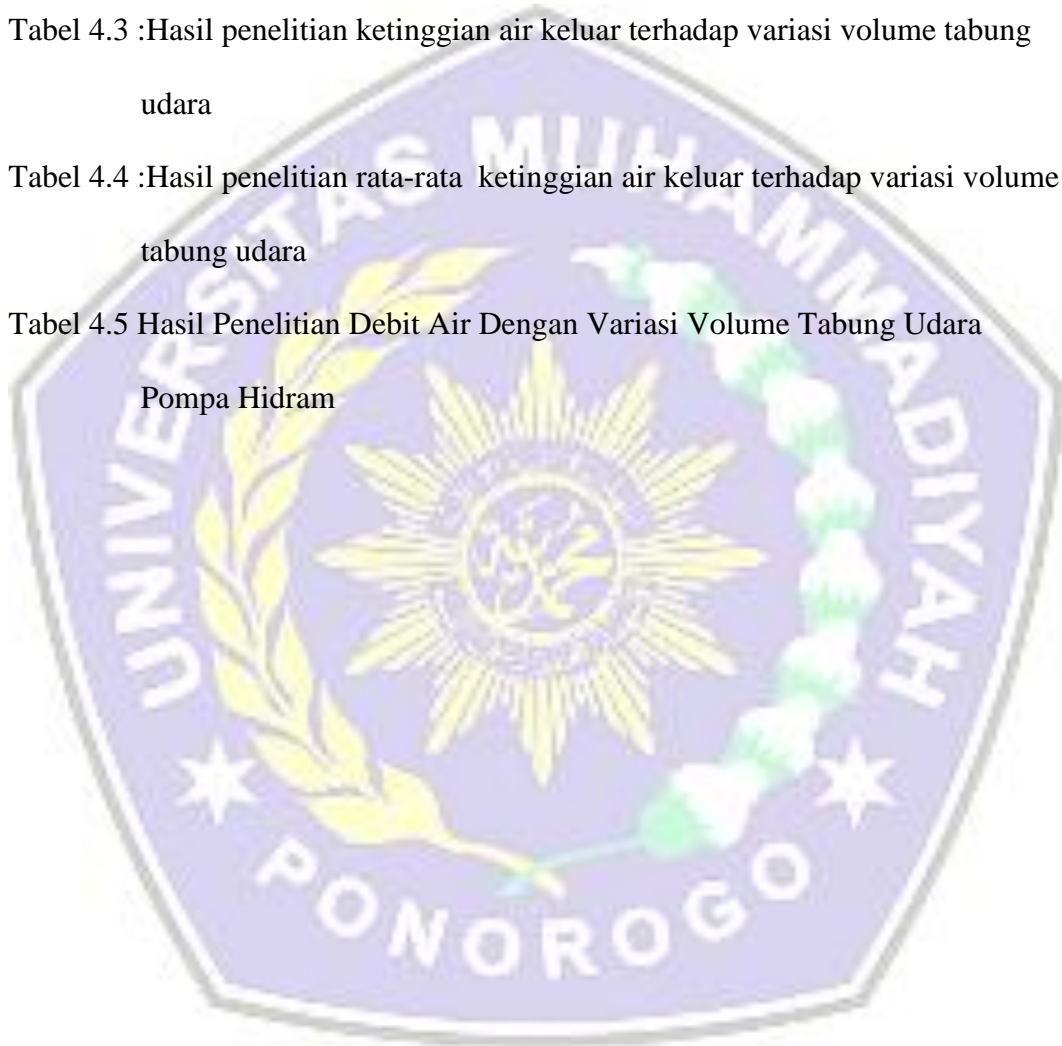 Tabel 4.3 :Hasil penelitian ketinggian air keluar terhadap variasi volume tabung
udara
Tabel 4.4 :Hasil penelitian rata-rata ketinggian air keluar terhadap variasi volume
tabung udara
Tabel 4.5 Hasil Penelitian Debit Air Dengan Variasi Volume Tabung Udara
Pompa Hidram
UNIVERSITAS MUHAMMADIYAH
PONOROGO